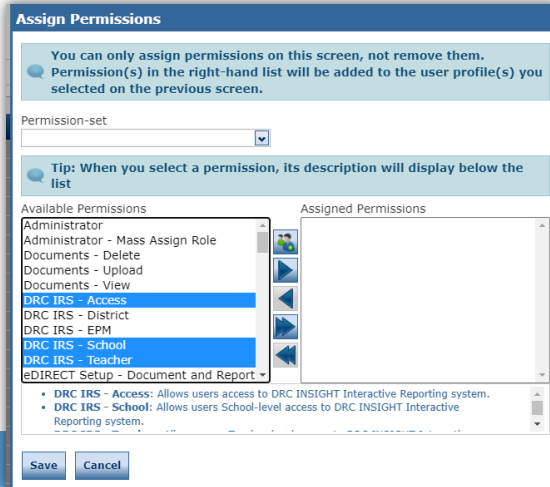 Assign Permissions
You can only assign permissions on this screen, not remove them.
Permission(s) in the right-hand list will be added to the user profile(s) you
selected on the previous screen.
Permission-set
Tip: When you select a permission, its description will display below the
list
Available Permissions
Assigned Permissions
Administrator
Administrator - Mass Assign Role
Documents - Delete
Documents - Upload
Documents - View
DRC IRS - Access
DRC IRS - District
DRC IRS - EPM
DRC IRS - School
DRC IRS - Teacher
eDIRECT Setup - Document and Report
DRC IRS - Access: Allows users access to DRC INSIGHT Interactive Reporting system.
DRC IRS - School: Allows users School-level access to DRC INSIGHT Interactive
Reporting system.
Save
Cancel